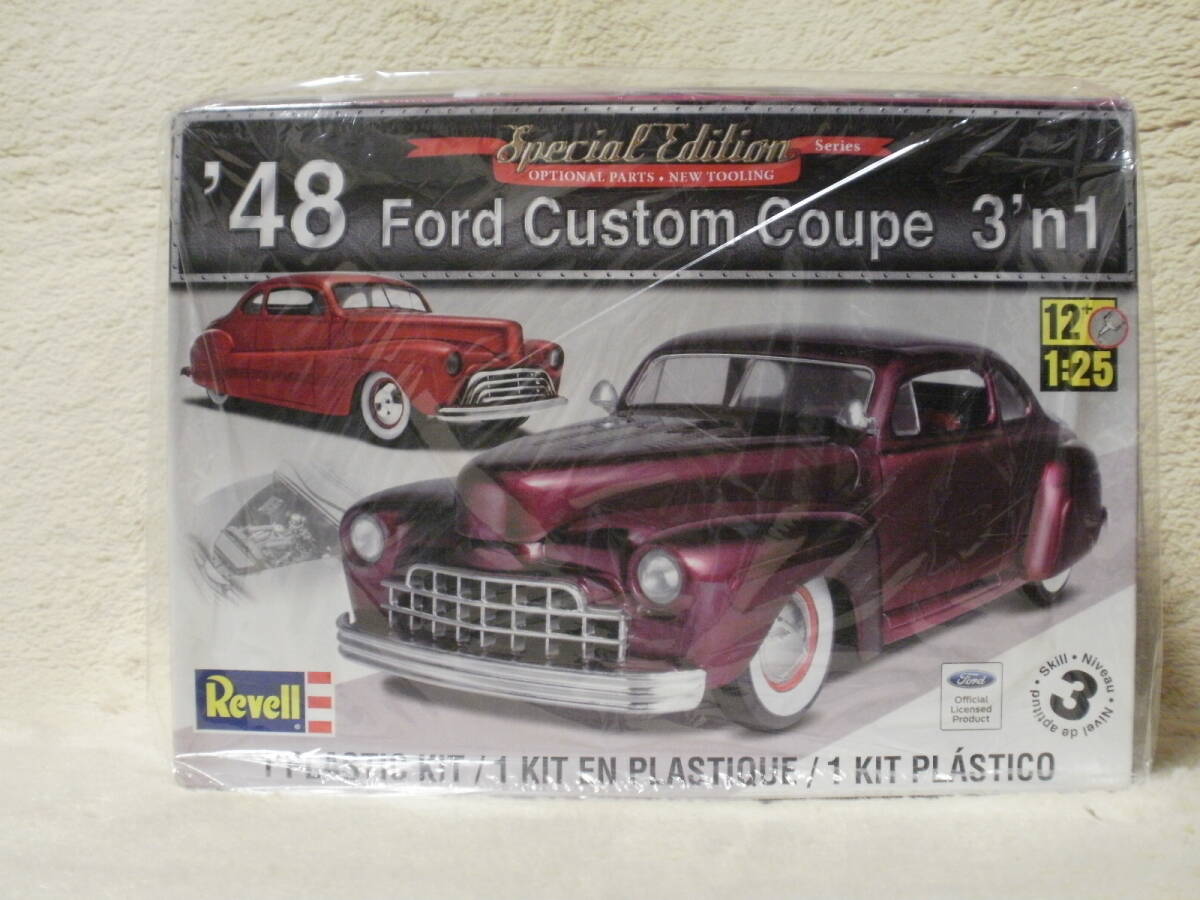 Special Edition Series
OPTIONAL PARTS • NEW TOOLING
’48 Ford Custom Coupe 3’n1
12+
1:25
Revell
Ford
Official
Licensed
Product
Skill • Niveau • Nivel de aptitud •
3
1 PLASTIC KIT / 1 KIT EN PLASTIQUE / 1 KIT PLÁSTICO